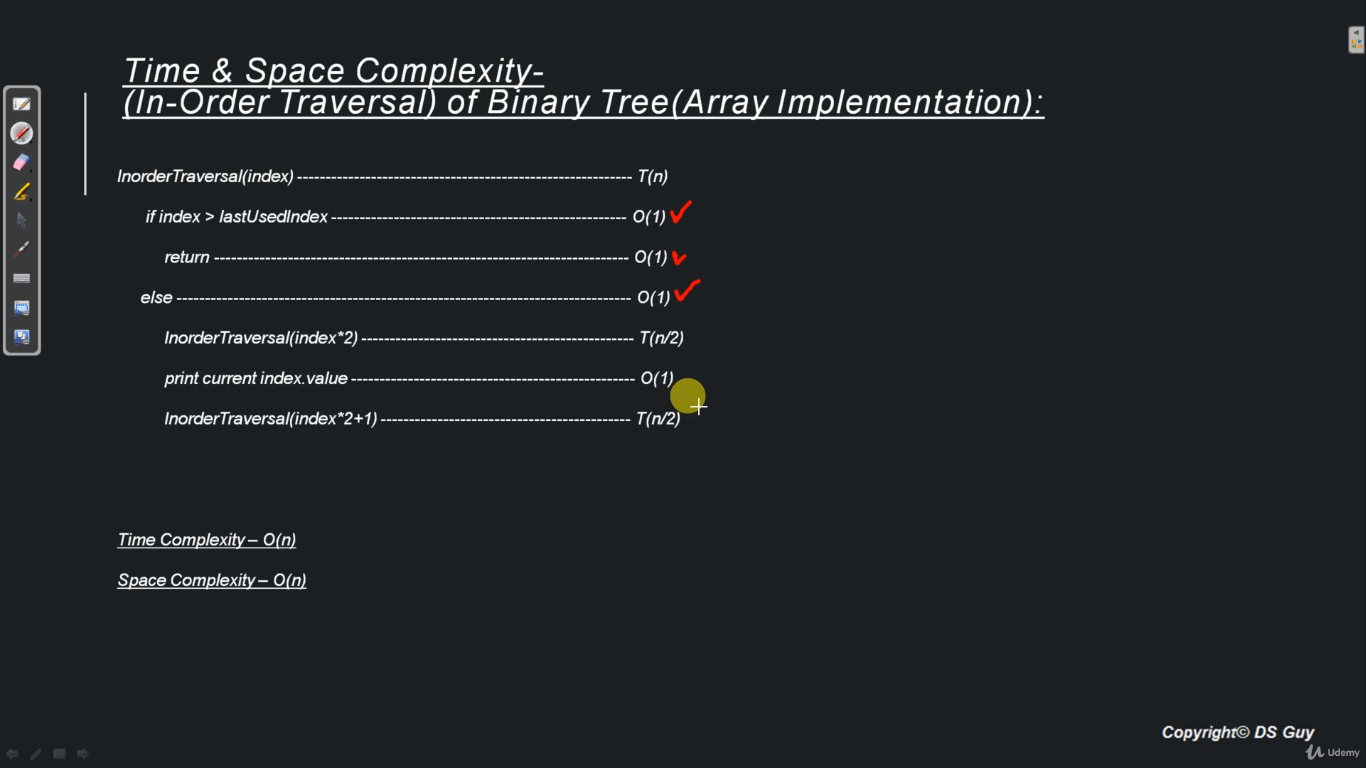 Time & Space Complexity-
(In-Order Traversal) of Binary Tree(Array Implementation):
InorderTraversal(index) ----------------------------------------------------------- T(n)
if index > lastUsedIndex ---------------------------------------------------- O(1)
return ------------------------------------------------------------------------- O(1)
else -------------------------------------------------------------------------------- O(1)
InorderTraversal(index*2) ------------------------------------------------ T(n/2)
print current index.value -------------------------------------------------- O(1)
InorderTraversal(index*2+1) -------------------------------------------- T(n/2)
Time Complexity – O(n)
Space Complexity – O(n)
Copyright© DS Guy
Udemy